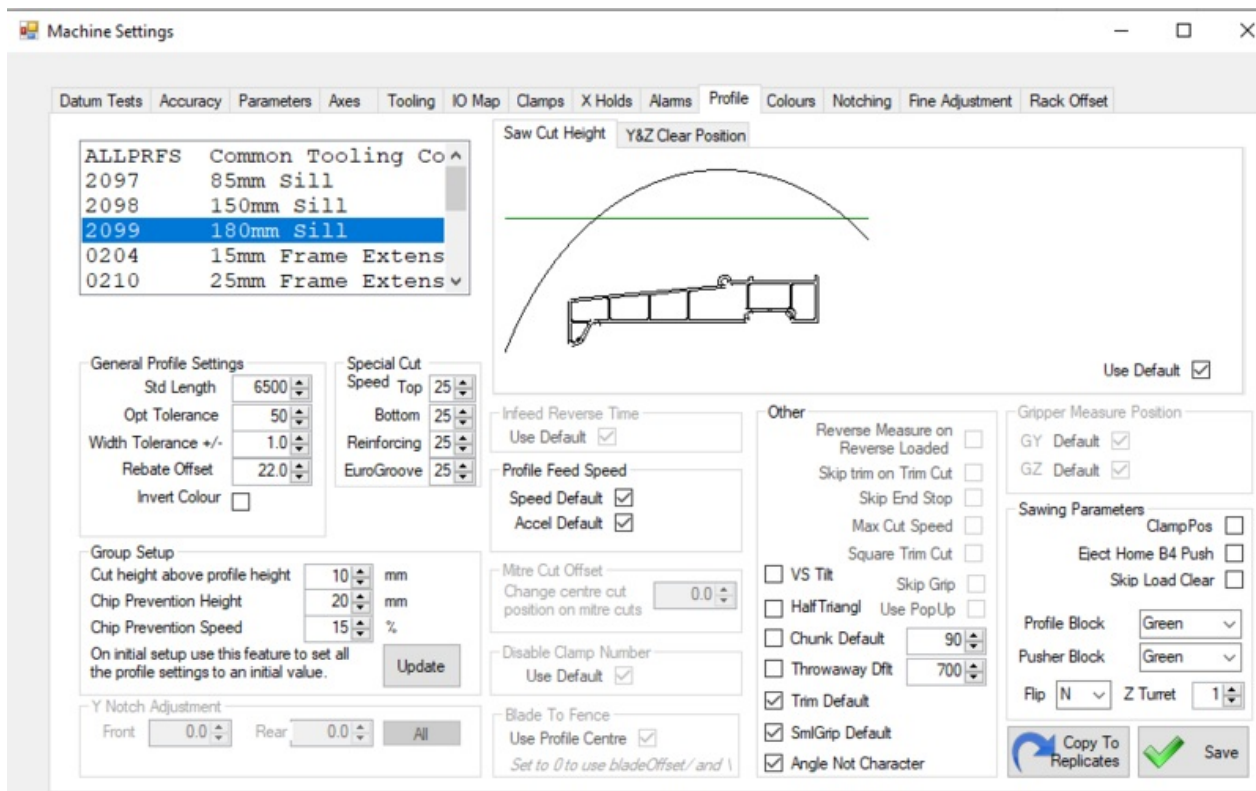 Machine Settings
Datum Tests Accuracy Parameters Axes Tooling IO Map Clamps X Holds Alarms Profile Colours Notching Fine Adjustment Rack Offset
ALLPRFS Common Tooling Co
2097 85mm Sill
2098 150mm Sill
2099 180mm Sill
0204 15mm Frame Extens
0210 25mm Frame Extens
Saw Cut Height Y&Z Clear Position
Use Default
General Profile Settings
Std Length 6500
Opt Tolerance 50
Width Tolerance +/- 1.0
Rebate Offset 22.0
Invert Colour
Special Cut
Speed Top 25
Bottom 25
Reinforcing 25
EuroGroove 25
Group Setup
Cut height above profile height 10 mm
Chip Prevention Height 20 mm
Chip Prevention Speed 15 %
On initial setup use this feature to set all
the profile settings to an initial value.
Update
Y Notch Adjustment
Front 0.0 Rear 0.0 All
Infeed Reverse Time
Use Default
Profile Feed Speed
Speed Default
Accel Default
Mitre Cut Offset
Change centre cut
position on mitre cuts
0.0
Disable Clamp Number
Use Default
Blade To Fence
Use Profile Centre
Set to 0 to use bladeOffset/ and \
Other
Reverse Measure on
Reverse Loaded
Skip trim on Trim Cut
Skip End Stop
Max Cut Speed
Square Trim Cut
VS Tilt
Skip Grip
HalfTriangl Use PopUp
Chunk Default 90
Throwaway Dflt 700
Trim Default
SmlGrip Default
Angle Not Character
Gripper Measure Position
GY Default
GZ Default
Sawing Parameters
ClampPos
Eject Home B4 Push
Skip Load Clear
Profile Block Green
Pusher Block Green
Flip N Z Turret 1
Copy To
Replicates
Save